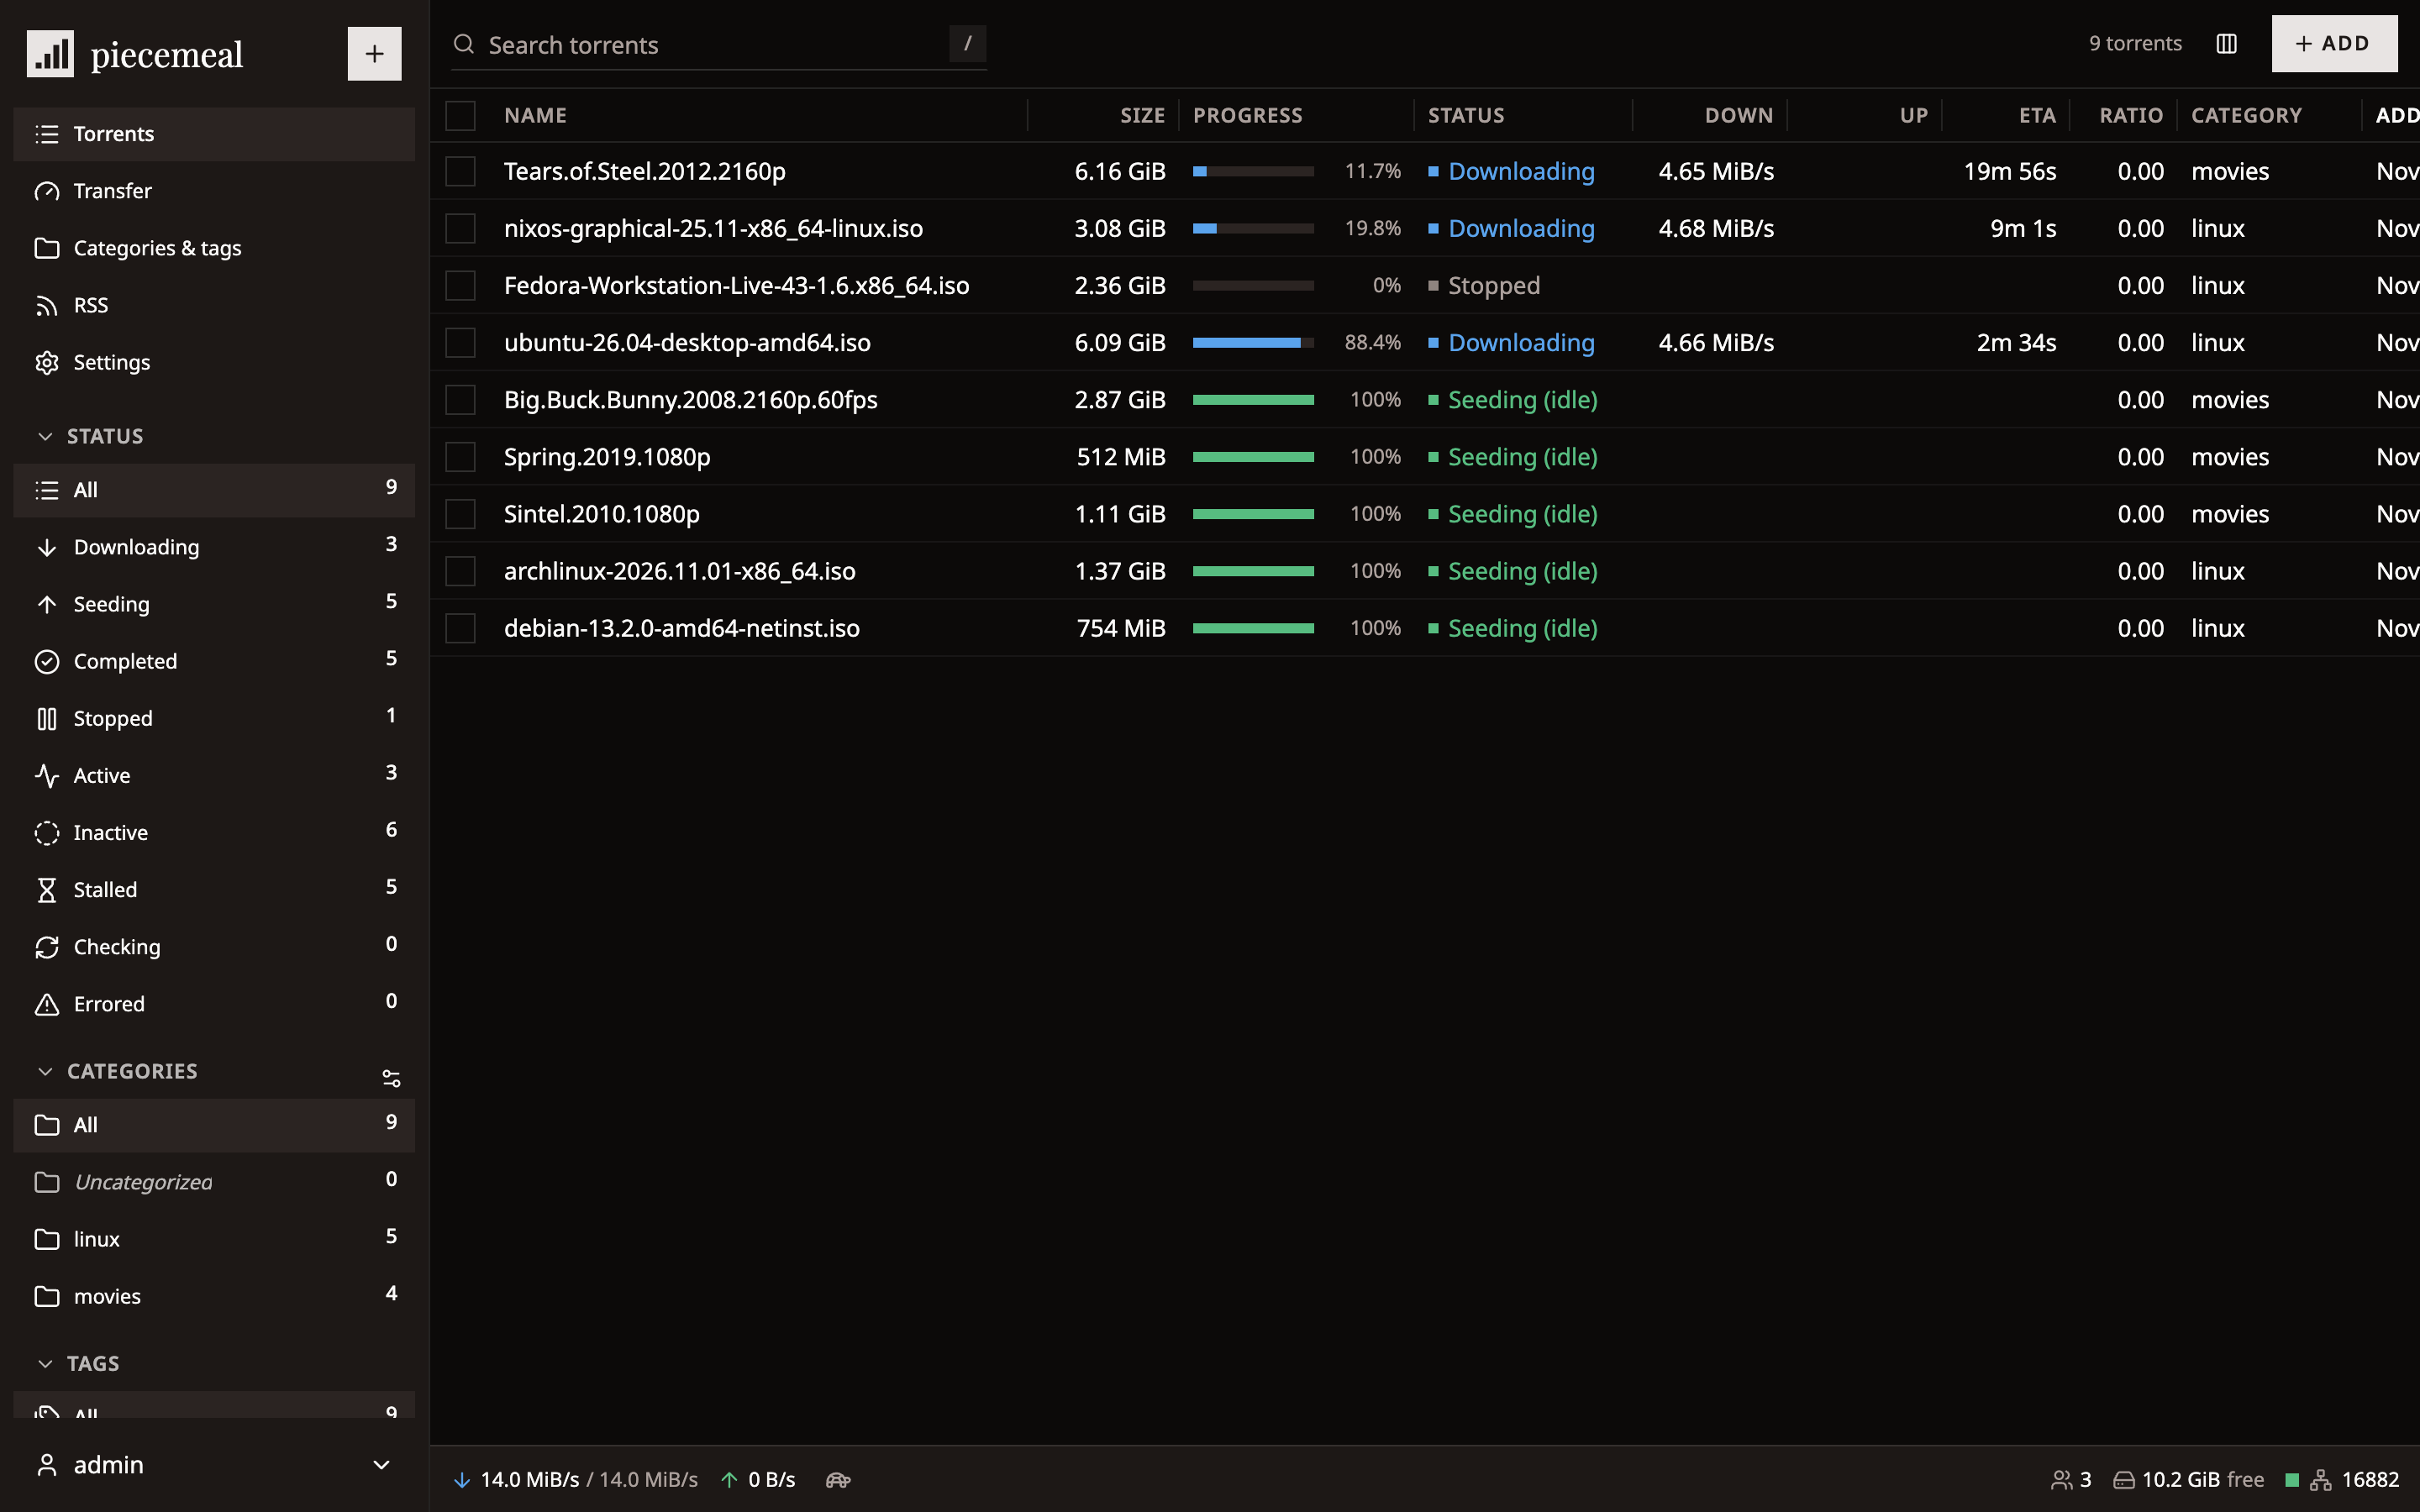 piecemeal
Torrents
Transfer
Categories & tags
RSS
Settings
STATUS
All 9
Downloading 3
Seeding 5
Completed 5
Stopped 1
Active 3
Inactive 6
Stalled 5
Checking 0
Errored 0
CATEGORIES
All 9
Uncategorized 0
linux 5
movies 4
TAGS
All 9
admin
Search torrents /
9 torrents
+ ADD
NAME SIZE PROGRESS STATUS DOWN UP ETA RATIO CATEGORY ADD
Tears.of.Steel.2012.2160p 6.16 GiB 11.7% Downloading 4.65 MiB/s 19m 56s 0.00 movies Nov
nixos-graphical-25.11-x86_64-linux.iso 3.08 GiB 19.8% Downloading 4.68 MiB/s 9m 1s 0.00 linux Nov
Fedora-Workstation-Live-43-1.6.x86_64.iso 2.36 GiB 0% Stopped 0.00 linux Nov
ubuntu-26.04-desktop-amd64.iso 6.09 GiB 88.4% Downloading 4.66 MiB/s 2m 34s 0.00 linux Nov
Big.Buck.Bunny.2008.2160p.60fps 2.87 GiB 100% Seeding (idle) 0.00 movies Nov
Spring.2019.1080p 512 MiB 100% Seeding (idle) 0.00 movies Nov
Sintel.2010.1080p 1.11 GiB 100% Seeding (idle) 0.00 movies Nov
archlinux-2026.11.01-x86_64.iso 1.37 GiB 100% Seeding (idle) 0.00 linux Nov
debian-13.2.0-amd64-netinst.iso 754 MiB 100% Seeding (idle) 0.00 linux Nov
14.0 MiB/s / 14.0 MiB/s 0 B/s
3 10.2 GiB free 16882